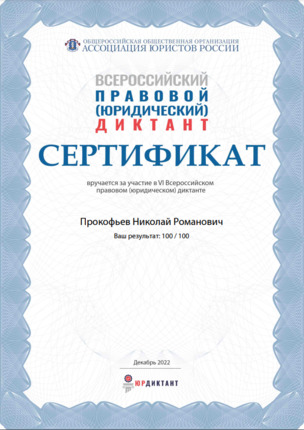 ОБЩЕРОССИЙСКАЯ ОБЩЕСТВЕННАЯ ОРГАНИЗАЦИЯ
АССОЦИАЦИЯ ЮРИСТОВ РОССИИ
ВСЕРОССИЙСКИЙ
ПРАВОВОЙ
(ЮРИДИЧЕСКИЙ)
ДИКТАНТ
СЕРТИФИКАТ
вручается за участие в VI Всероссийском
правовом (юридическом) диктанте
Прокофьев Николай Романович
Ваш результат: 100 / 100
Декабрь 2022
ЮРДИКТАНТ